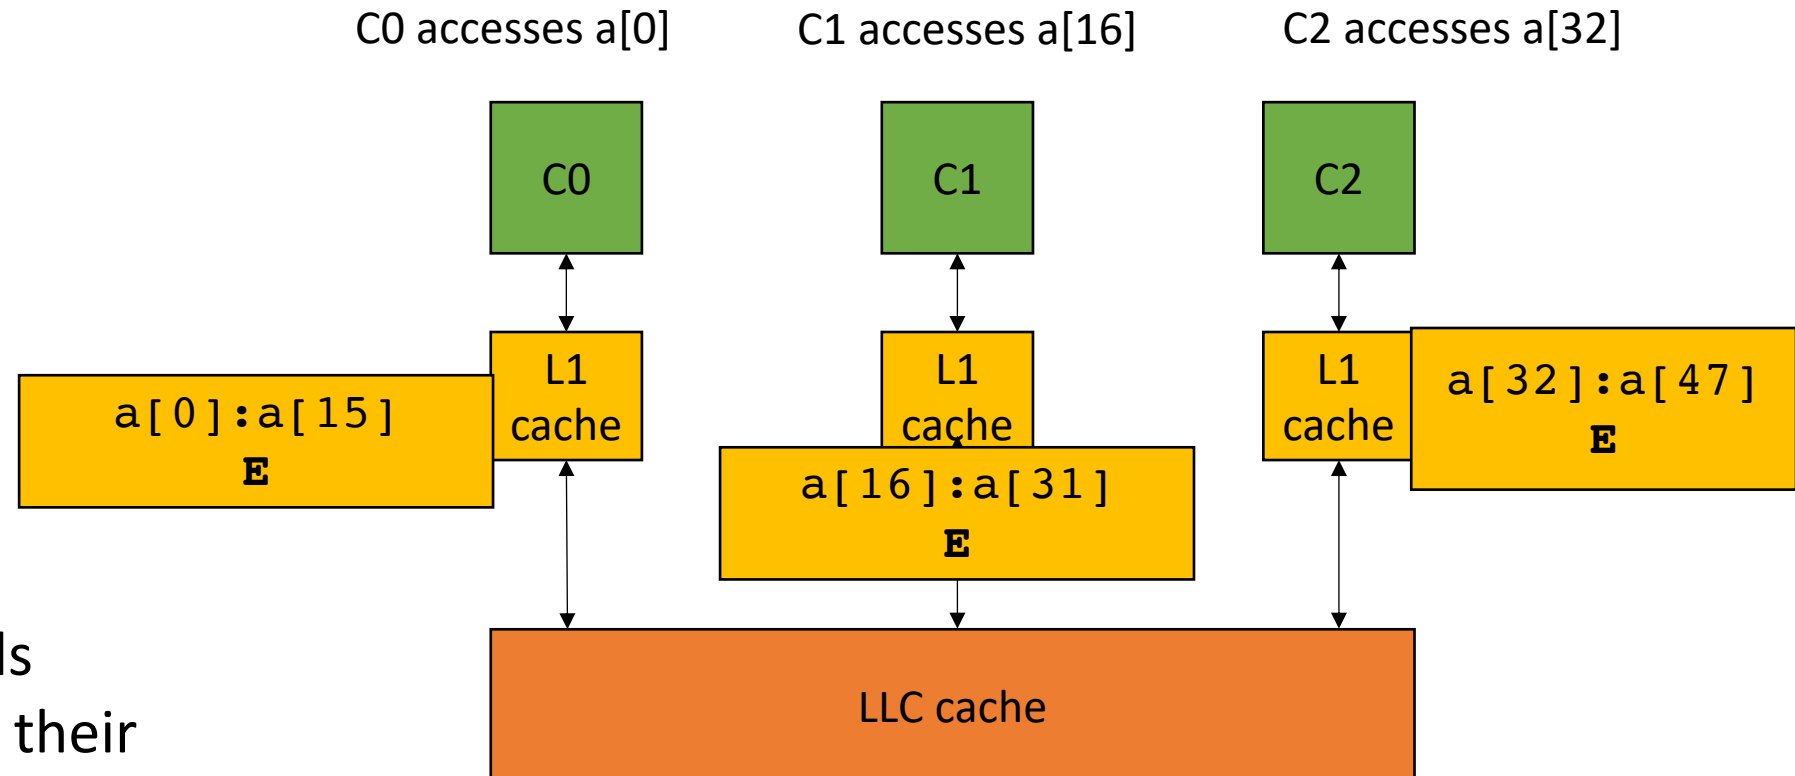 C0 accesses a[0]
C1 accesses a[16]
C2 accesses a[32]
C0
C1
C2
L1
cache
L1
cache
L1
cache
a[0]:a[15]
E
a[16]:a[31]
E
a[32]:a[47]
E
their
LLC cache